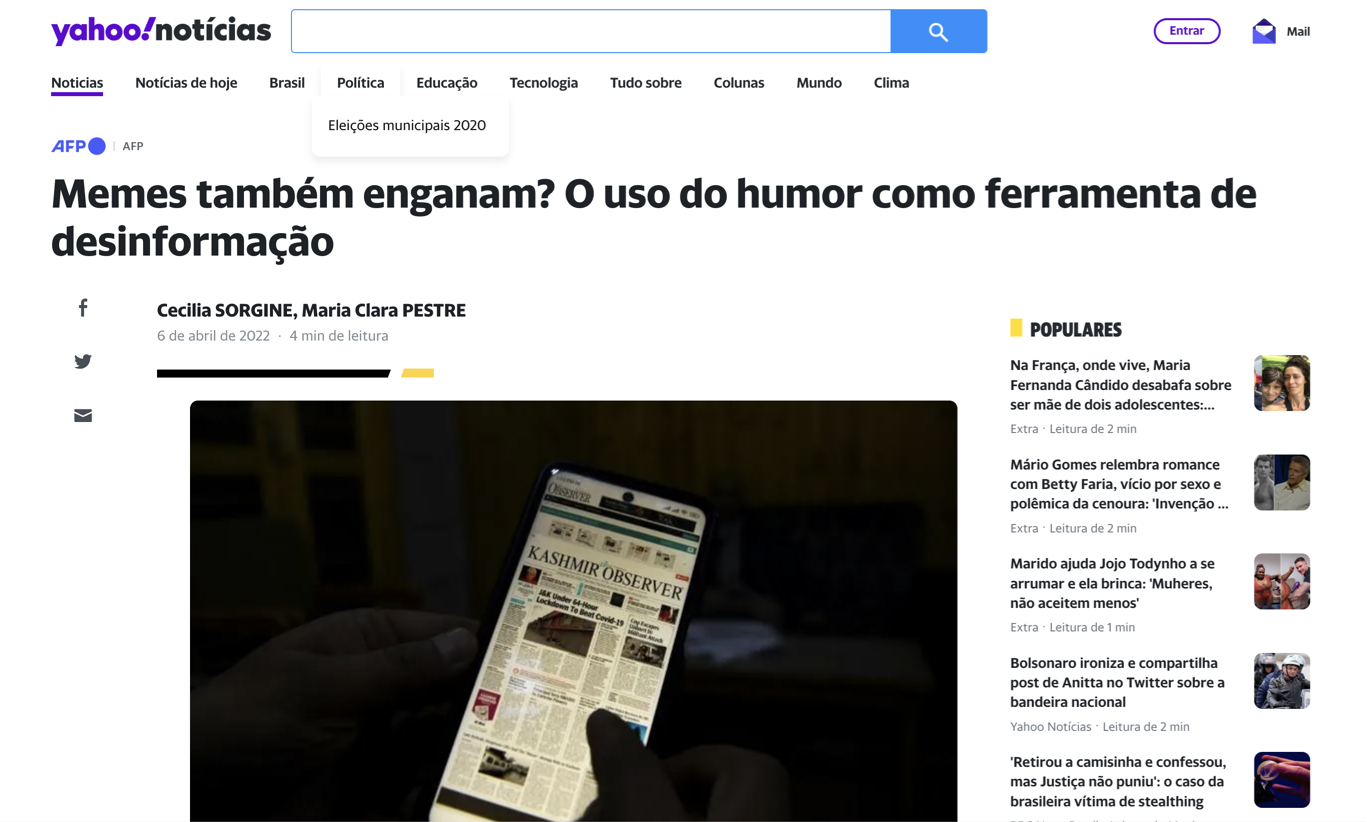 yahoo!notícias
Entrar
Mail
Noticias
Notícias de hoje
Brasil
Política
Educação
Tecnologia
Tudo sobre
Colunas
Mundo
Clima
Eleições municipais 2020
AFP
AFP
Memes também enganam? O uso do humor como ferramenta de
desinformação
Cecilia SORGINE, Maria Clara PESTRE
6 de abril de 2022 · 4 min de leitura
OBSERVER
KASHMIR OBSERVER
J&K Under 64-Hour
Lockdown To Beat Covid-19
POPULARES
Na França, onde vive, Maria
Fernanda Cândido desabafa sobre
ser mãe de dois adolescentes:...
Extra · Leitura de 2 min
Mário Gomes relembra romance
com Betty Faria, vício por sexo e
polêmica da cenoura: 'Invenção ...
Extra · Leitura de 2 min
Marido ajuda Jojo Todynho a se
arrumar e ela brinca: 'Muheres,
não aceitem menos'
Extra · Leitura de 1 min
Bolsonaro ironiza e compartilha
post de Anitta no Twitter sobre a
bandeira nacional
Yahoo Notícias · Leitura de 2 min
'Retirou a camisinha e confessou,
mas Justiça não puniu': o caso da
brasileira vítima de stealthing